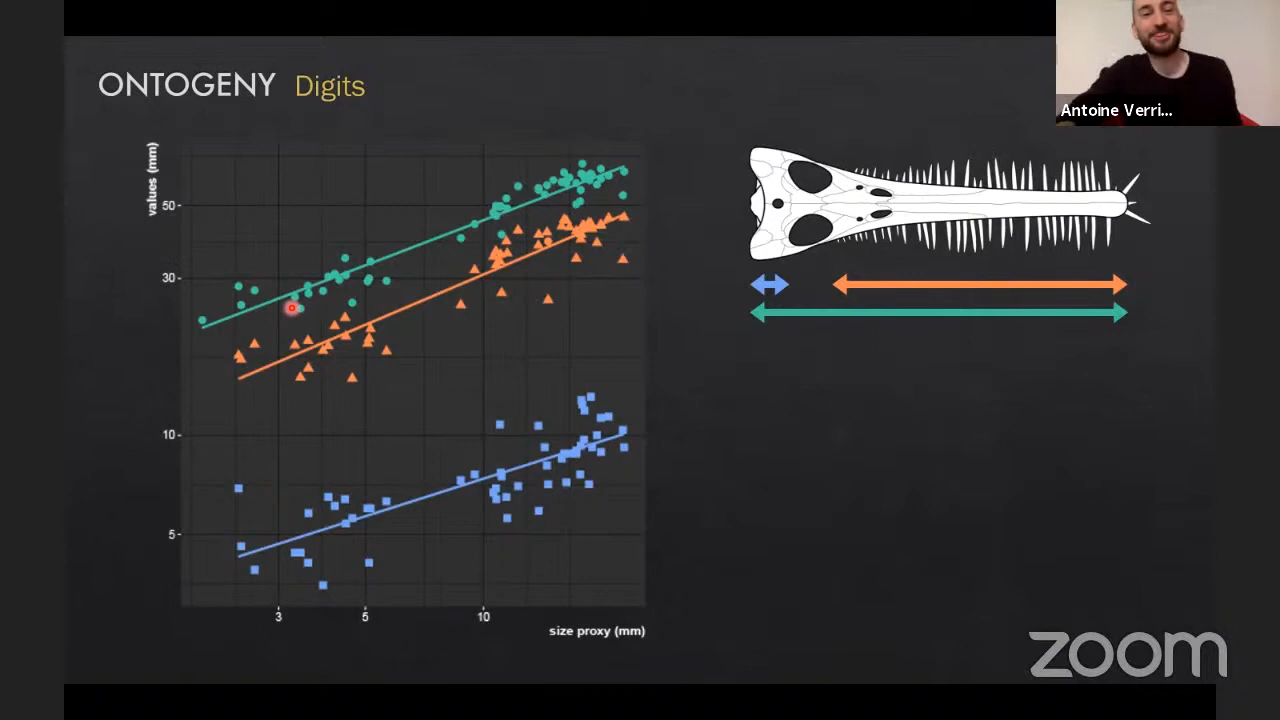 ONTOGENY Digits
Antoine Verri...
values (mm)
50
30
10
5
3 5 10
size proxy (mm)
zoom